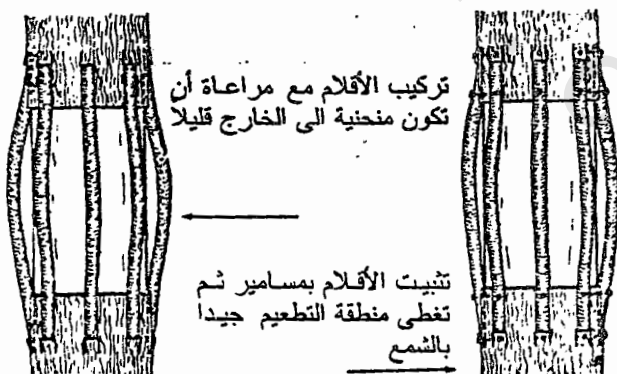 تركيب الأقلام مع مراعاة أن
تكون منحنية الى الخارج قليلاً
تثبيت الأقلام بمسامير ثم
تغطى منطقة التطعيم جيدا
بالشمع